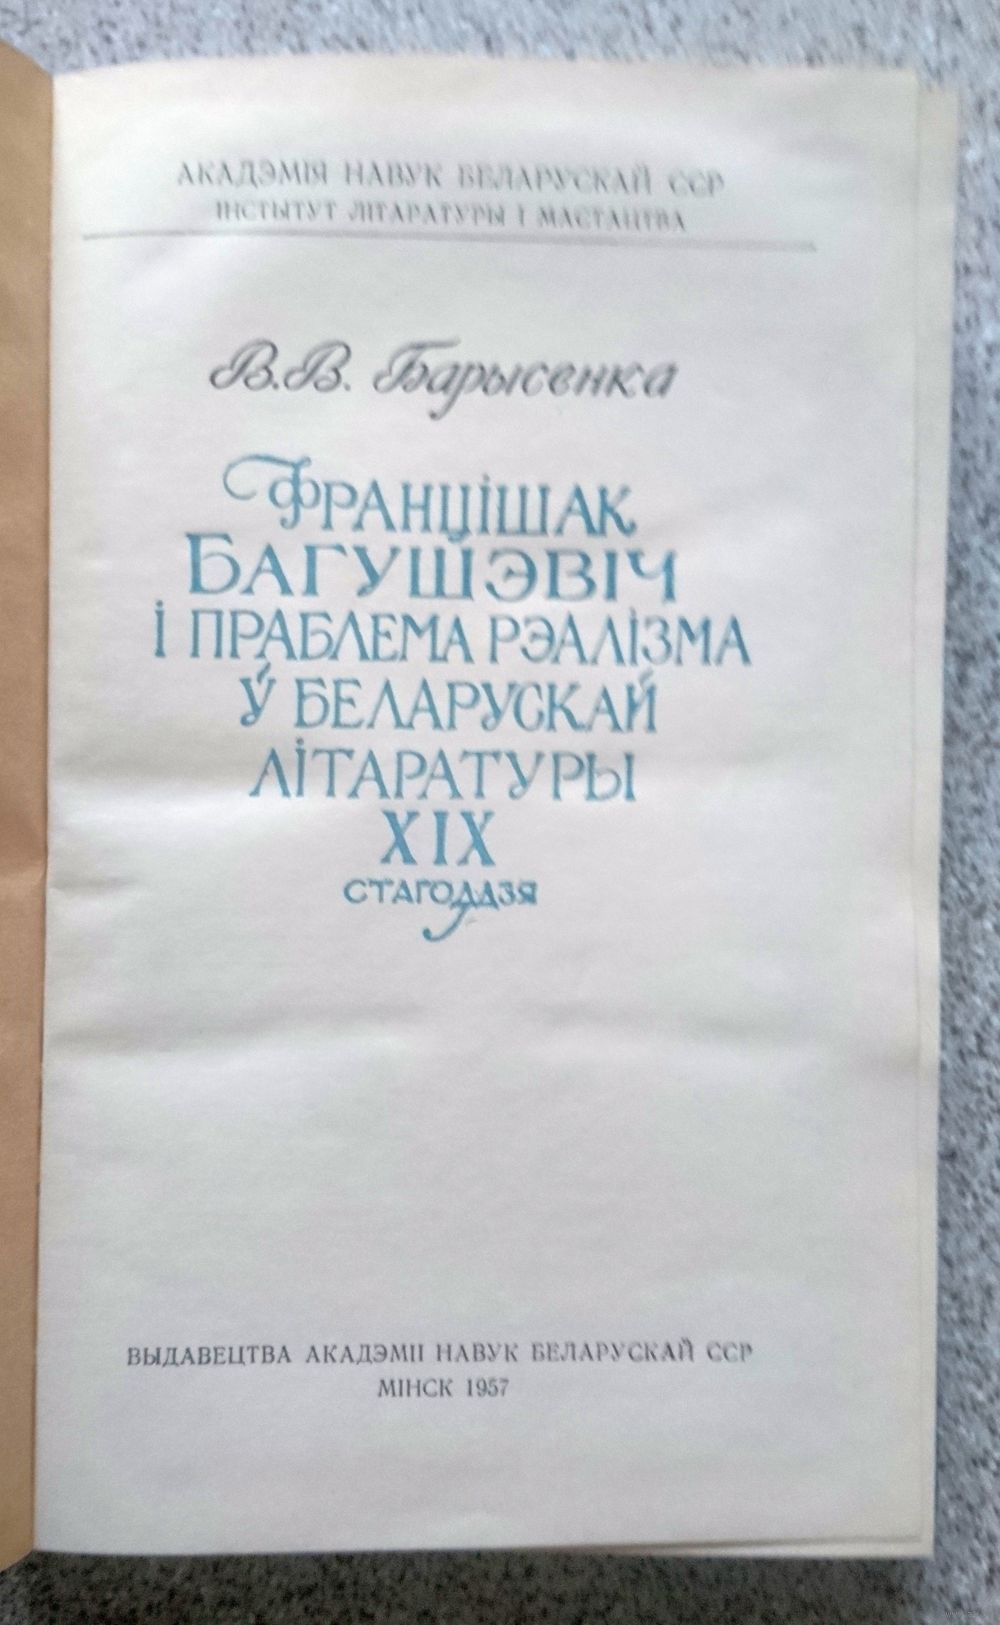 АКАДЭМІЯ НАВУК БЕЛАРУСКАЙ ССР
ІНСТЫТУТ ЛІТАРАТУРЫ І МАСТАЦТВА
В.В. Барысенка
ФРАНЦІШАК
БАГУШЭВІЧ
І ПРАБЛЕМА РЭАЛІЗМА
Ў БЕЛАРУСКАЙ
ЛІТАРАТУРЫ
XIX
СТАГОДДЗЯ
ВЫДАВЕЦТВА АКАДЭМІІ НАВУК БЕЛАРУСКАЙ ССР
МІНСК 1957